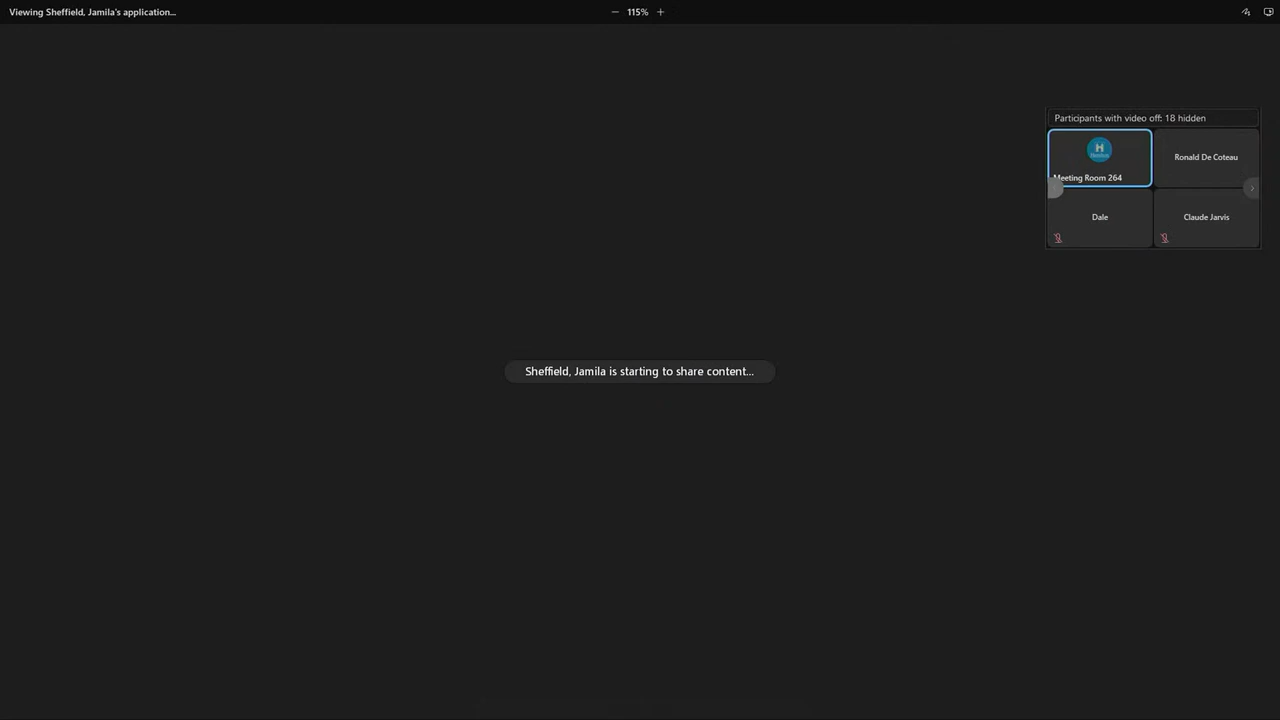 Viewing Sheffield, Jamila's application...
115%
Participants with video off: 18 hidden
H
Meeting Room 264
Ronald De Coteau
Dale
Claude Jarvis
Sheffield, Jamila is starting to share content...